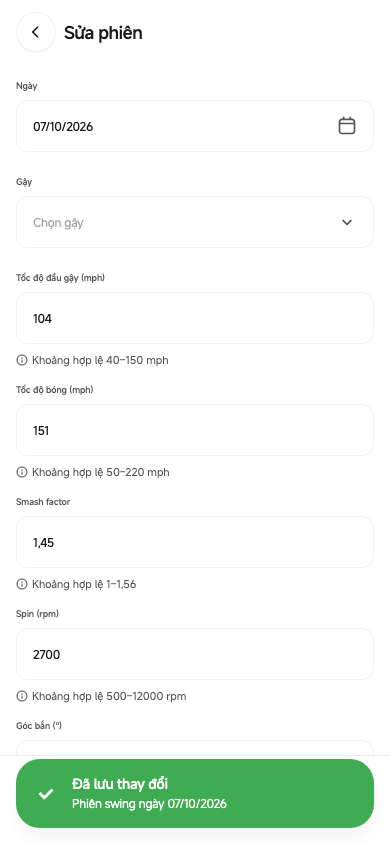 Sửa phiên
Ngày
07/10/2026
Gậy
Chọn gậy
Tốc độ đầu gậy (mph)
104
Khoảng hợp lệ 40–150 mph
Tốc độ bóng (mph)
151
Khoảng hợp lệ 50–220 mph
Smash factor
1,45
Khoảng hợp lệ 1–1,56
Spin (rpm)
2700
Khoảng hợp lệ 500–12000 rpm
Góc bắn (°)
Đã lưu thay đổi
Phiên swing ngày 07/10/2026